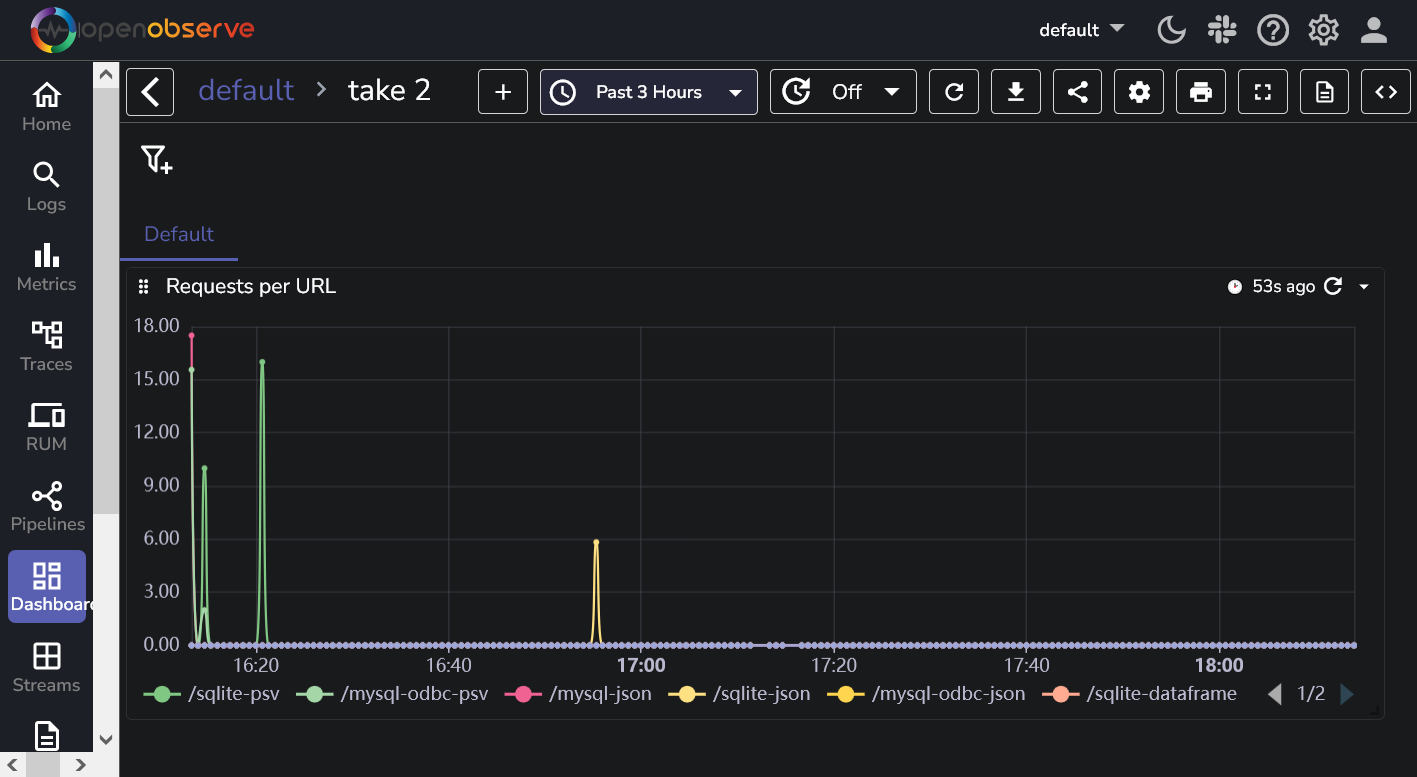 openobserve
default
Home
Logs
Metrics
Traces
RUM
Pipelines
Dashboar
Streams
default > take 2
+ Past 3 Hours Off
Default
Requests per URL
53s ago
18.00
15.00
12.00
9.00
6.00
3.00
0.00
16:20 16:40 17:00 17:20 17:40 18:00
/sqlite-psv /mysql-odbc-psv /mysql-json /sqlite-json /mysql-odbc-json /sqlite-dataframe 1/2